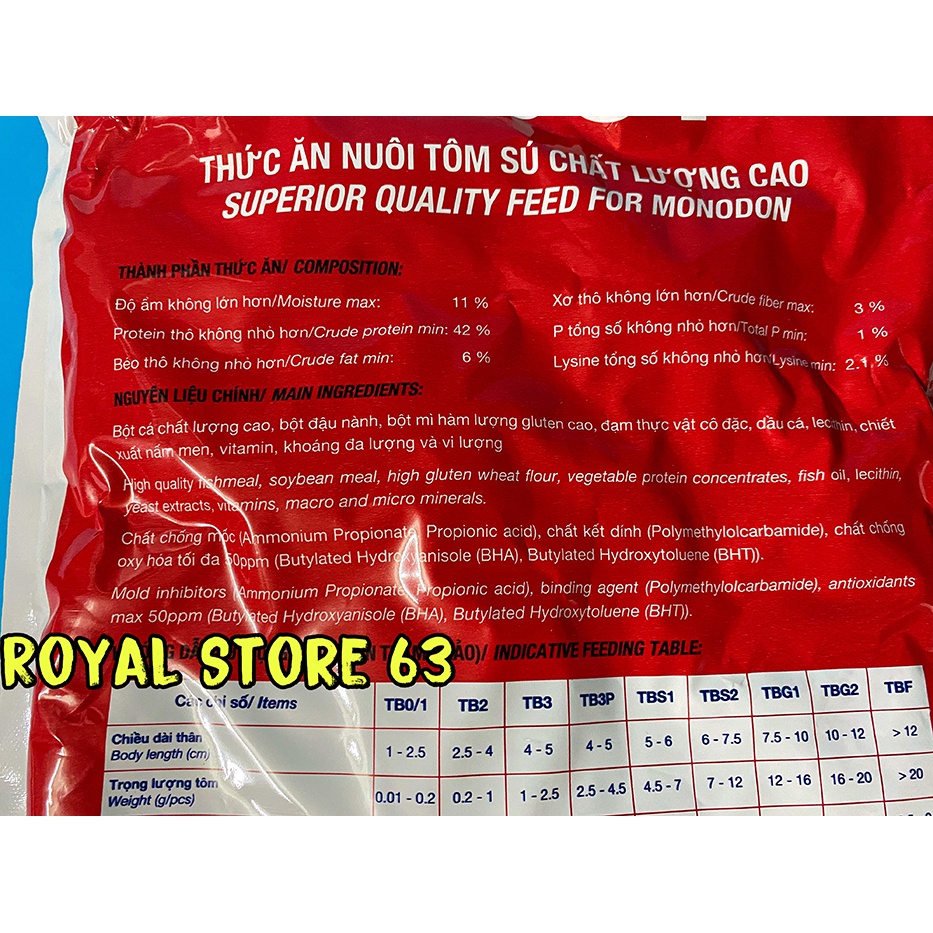 THỨC ĂN NUÔI TÔM SÚ CHẤT LƯỢNG CAO
SUPERIOR QUALITY FEED FOR MONODON
THÀNH PHẦN THỨC ĂN/ COMPOSITION:
Độ ẩm không lớn hơn/Moisture max: 11 %
Protein thô không nhỏ hơn/Crude protein min: 42 %
Béo thô không nhỏ hơn/Crude fat min: 6 %
Xơ thô không lớn hơn/Crude fiber max: 3 %
P tổng số không nhỏ hơn/Total P min: 1 %
Lysine tổng số không nhỏ hơn/Lysine min: 2.1 %
NGUYÊN LIỆU CHÍNH/ MAIN INGREDIENTS:
Bột cá chất lượng cao, bột đậu nành, bột mì hàm lượng gluten cao, đạm thực vật cô đặc, dầu cá, lecithin, chiết
xuất nấm men, vitamin, khoáng đa lượng và vi lượng
High quality fishmeal, soybean meal, high gluten wheat flour, vegetable protein concentrates, fish oil, lecithin,
yeast extracts, vitamins, macro and micro minerals.
Chất chống mốc (Ammonium Propionate, Propionic acid), chất kết dính (Polymethylolcarbamide), chất chống
oxy hóa tối đa 50ppm (Butylated Hydroxyanisole (BHA), Butylated Hydroxytoluene (BHT)).
Mold inhibitors (Ammonium Propionate, Propionic acid), binding agent (Polymethylolcarbamide), antioxidants
max 50ppm (Butylated Hydroxyanisole (BHA), Butylated Hydroxytoluene (BHT)).
/ INDICATIVE FEEDING TABLE:
ROYAL STORE 63
Các chỉ số/ Items TB0/1 TB2 TB3 TB3P TBS1 TBS2 TBG1 TBG2 TBF
Chiều dài thân
Body length (cm) 1 - 2.5 2.5 - 4 4 - 5 4 - 5 5 - 6 6 - 7.5 7.5 - 10 10 - 12 > 12
Trọng lượng tôm
Weight (g/pcs) 0.01 - 0.2 0.2 - 1 1 - 2.5 2.5 - 4.5 4.5 - 7 7 - 12 12 - 16 16 - 20 > 20